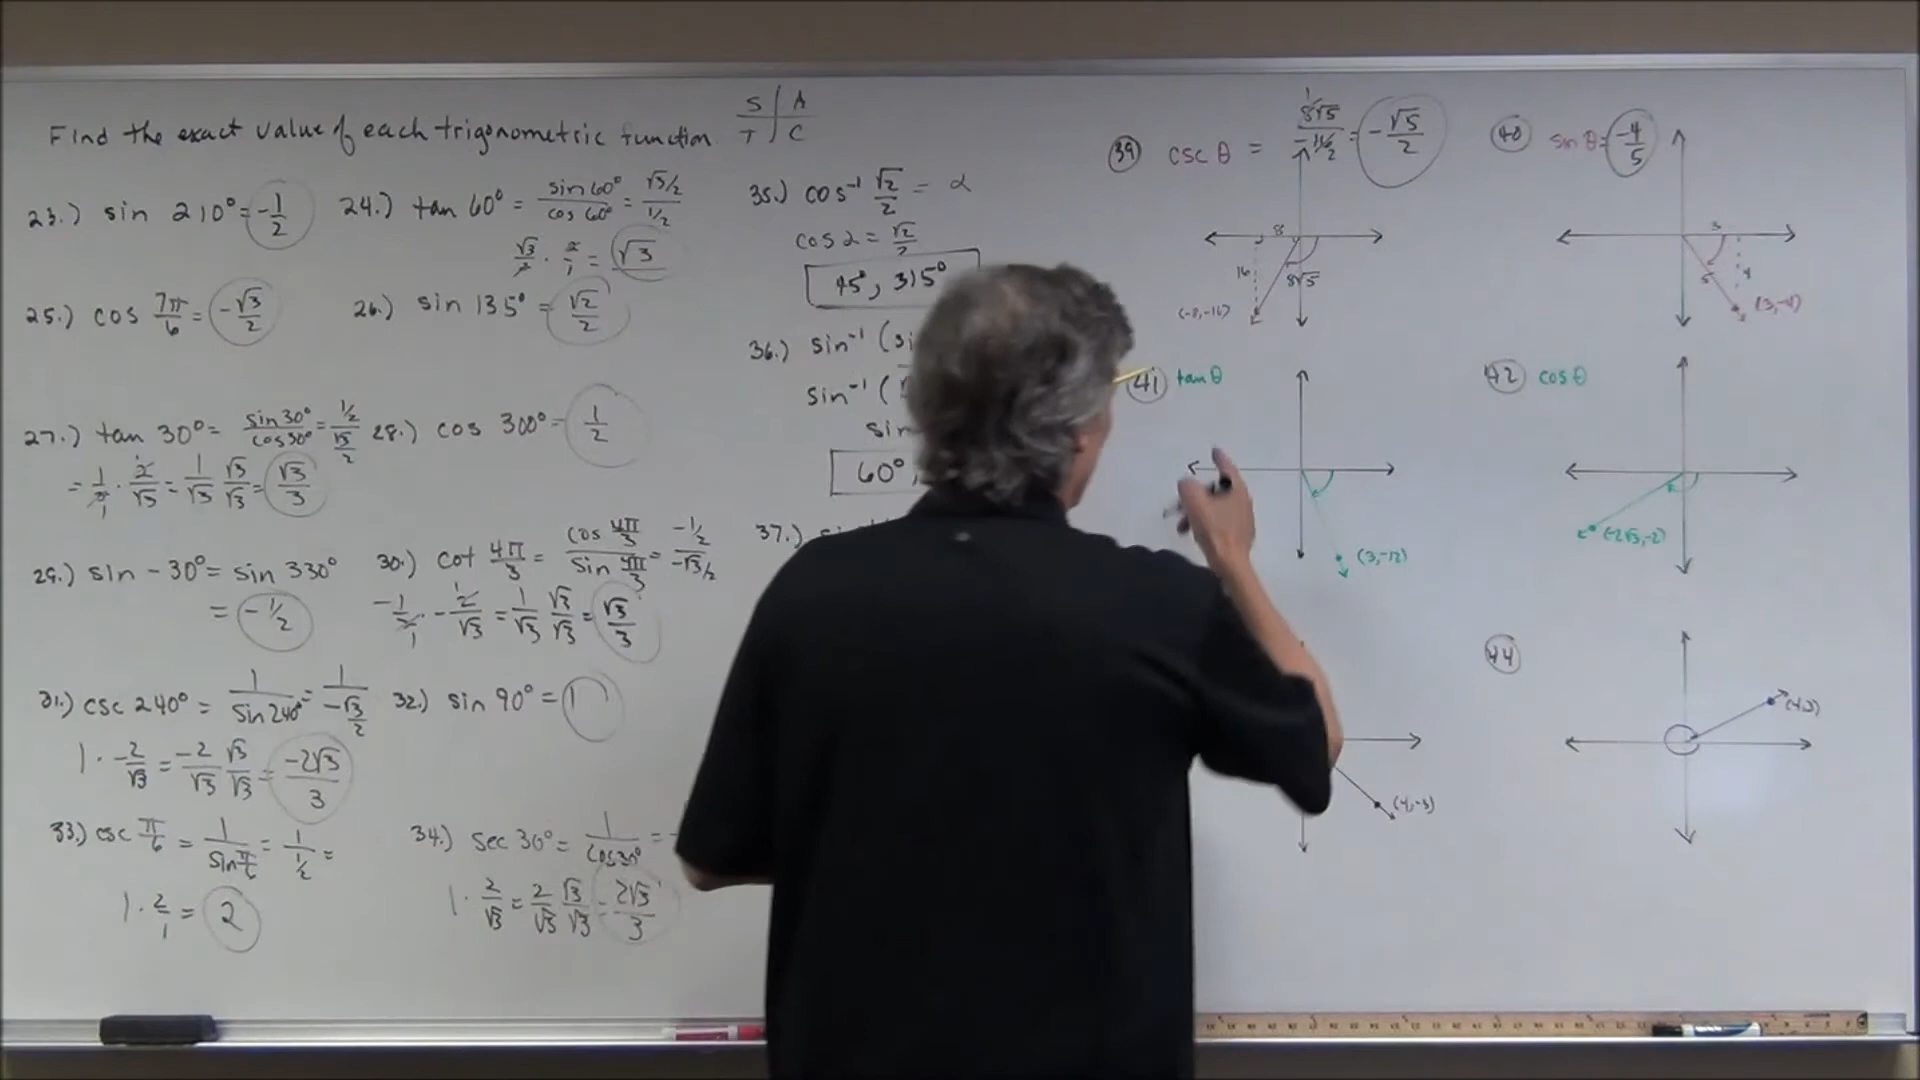 Find the exact value of each trigonometric function
S A
T C
23.) sin 210° = -1/2
24.) tan 60° = sin 60°/cos 60° = √3/2 / 1/2
√3/2 · 2/1 = √3
25.) cos 7π/6 = -√3/2
26.) sin 135° = √2/2
27.) tan 30° = sin 30°/cos 30° = 1/2 / √3/2
= 1/2 · 2/√3 = 1/√3 √3/√3 = √3/3
28.) cos 300° = 1/2
29.) sin -30° = sin 330°
= -1/2
30.) cot 4π/3 = cos 4π/3 / sin 4π/3 = -1/2 / -√3/2
-1/2 · -2/√3 = 1/√3 √3/√3 = √3/3
31.) csc 240° = 1/sin 240° = 1/-√3/2
1 · -2/√3 = -2/√3 √3/√3 = -2√3/3
32.) sin 90° = 1
33.) csc π/6 = 1/sin π/6 = 1/1/2 =
1 · 2/1 = 2
34.) sec 30° = 1/cos 30° =
1 · 2/√3 = 2/√3 √3/√3 = 2√3/3
35.) cos⁻¹ √2/2 = α
cos α = √2/2
45°, 315°
36.) sin⁻¹ (
sin⁻¹ (
sin
60°,
37.)
39 csc θ = 8√5/-16 = -√5/2
8
16
8√5
(-8,-16)
40 sin θ = -4/5
3
4
5
(3,-4)
41 tan θ
(3,-12)
42 cos θ
(-2√3,-2)
(4,-3)
44